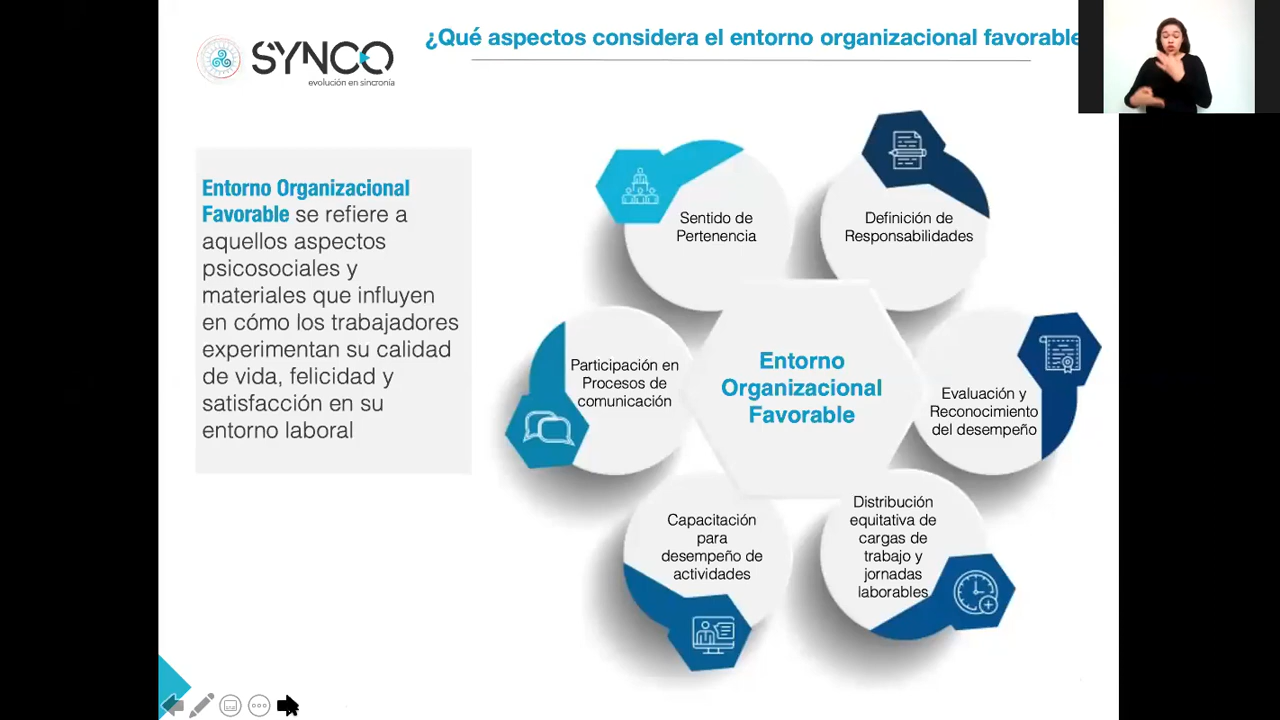 SYNCO
evolución en sincronía
¿Qué aspectos considera el entorno organizacional favorable
Entorno Organizacional
Favorable se refiere a
aquellos aspectos
psicosociales y
materiales que influyen
en cómo los trabajadores
experimentan su calidad
de vida, felicidad y
satisfacción en su
entorno laboral
Sentido de
Pertenencia
Definición de
Responsabilidades
Participación en
Procesos de
comunicación
Entorno
Organizacional
Favorable
Evaluación y
Reconocimiento
del desempeño
Capacitación
para
desempeño de
actividades
Distribución
equitativa de
cargas de
trabajo y
jornadas
laborables